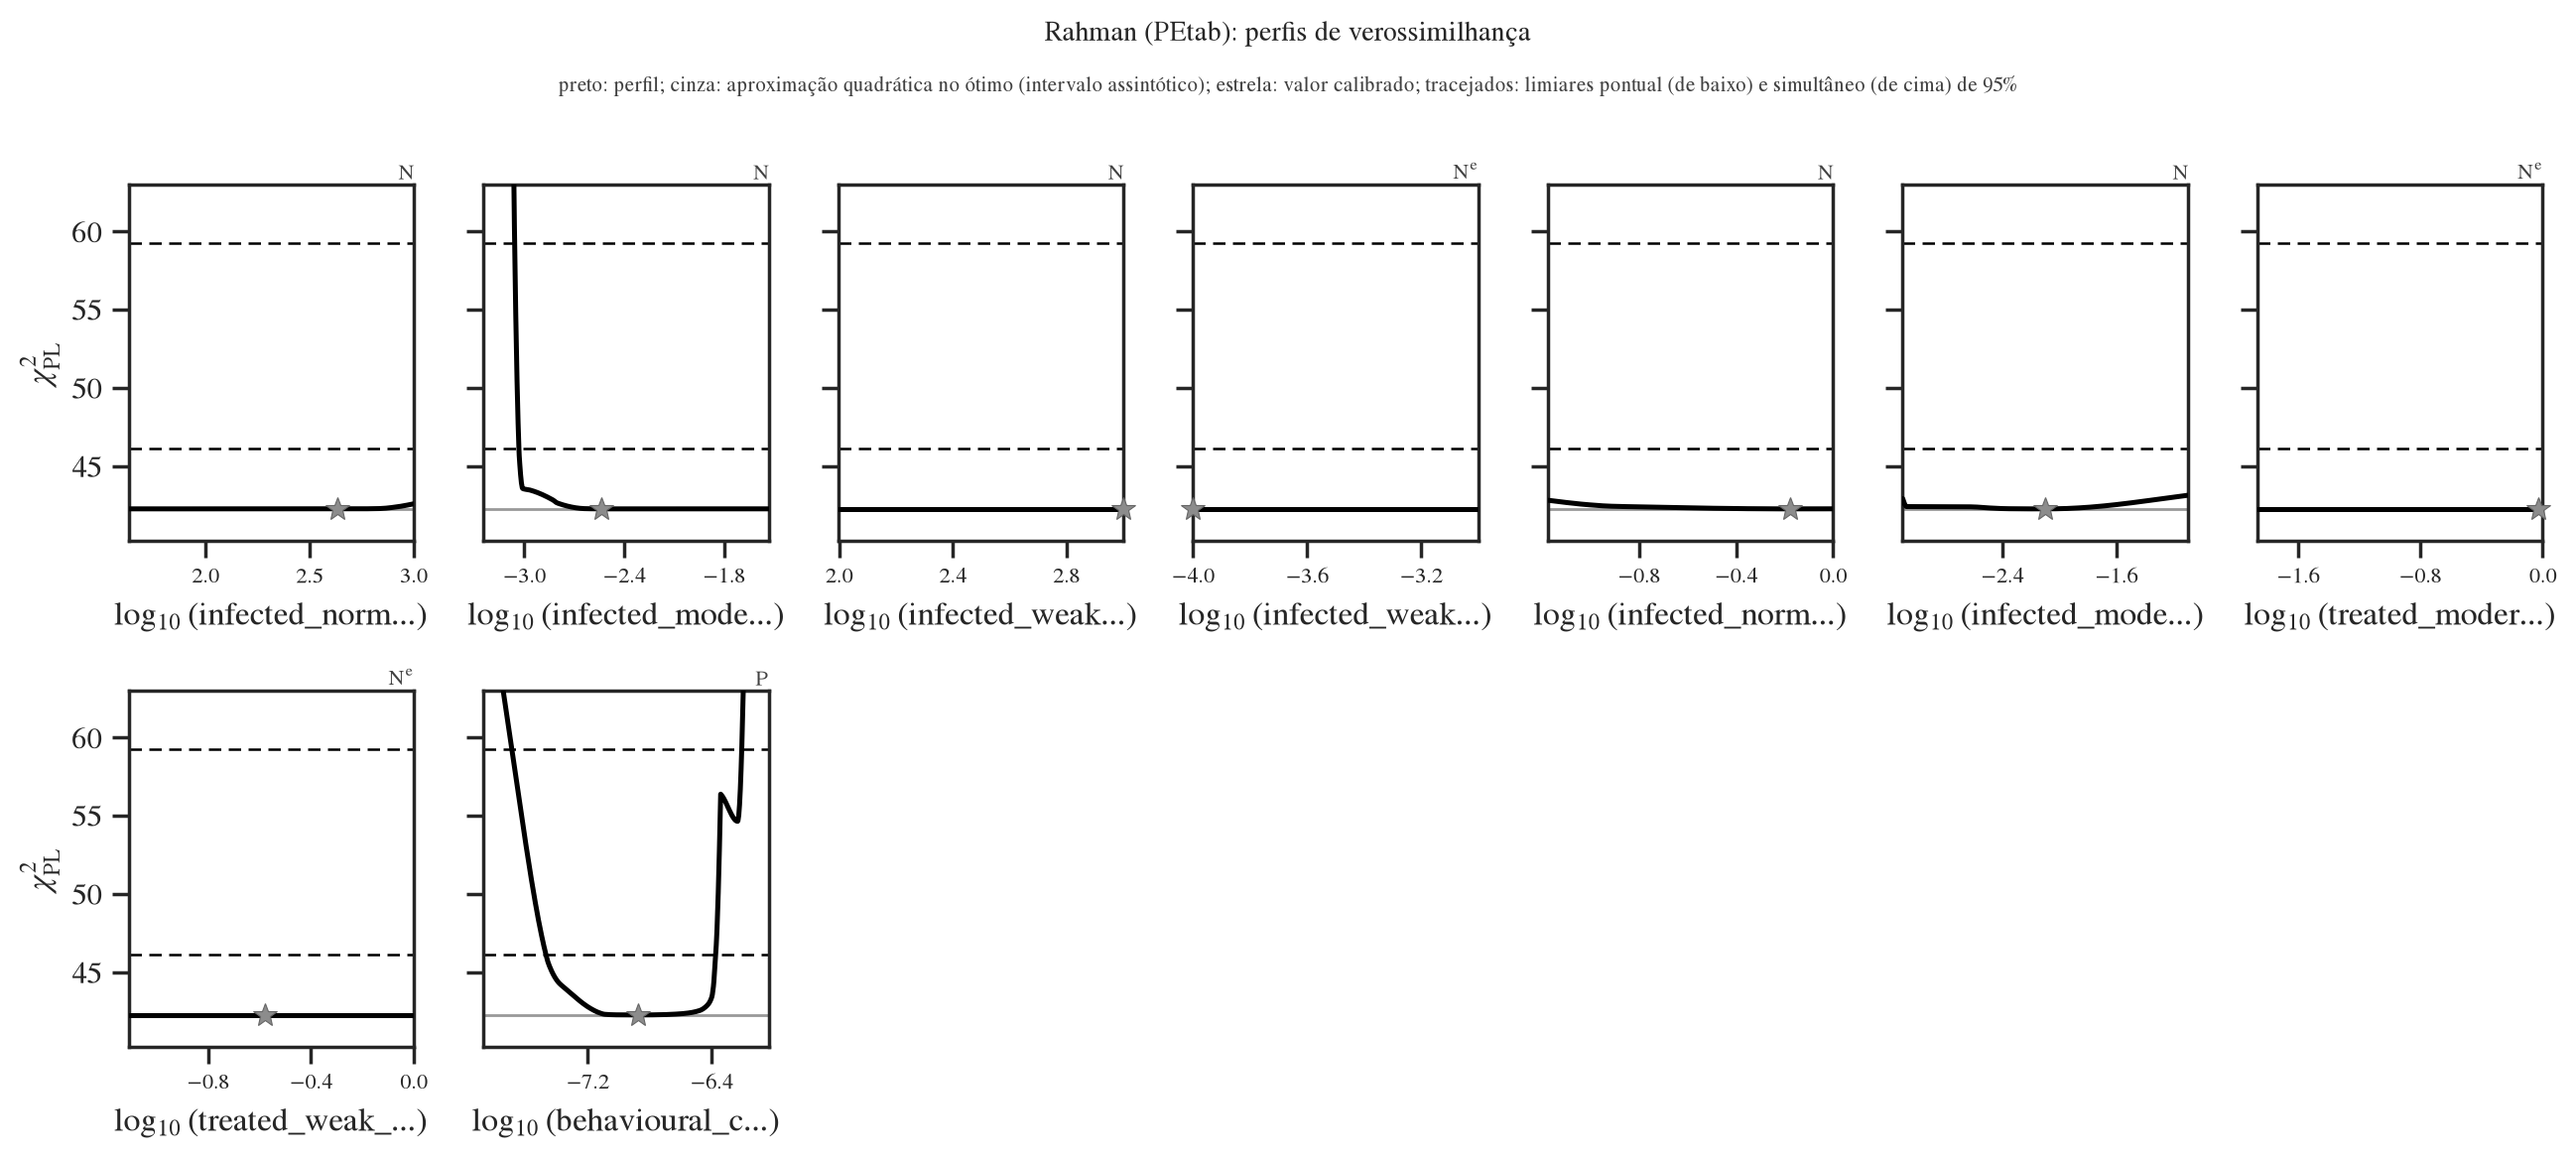 Rahman (PEtab): perfis de verossimilhança
preto: perfil; cinza: aproximação quadrática no ótimo (intervalo assintótico); estrela: valor calibrado; tracejados: limiares pontual (de baixo) e simultâneo (de cima) de 95%
N N N Nᵉ N N Nᵉ
60
55
50
45
χ²PL
2.0 2.5 3.0 −3.0 −2.4 −1.8 2.0 2.4 2.8 −4.0 −3.6 −3.2 −0.8 −0.4 0.0 −2.4 −1.6 −1.6 −0.8 0.0
log₁₀ (infected_norm...) log₁₀ (infected_mode...) log₁₀ (infected_weak...) log₁₀ (infected_weak...) log₁₀ (infected_norm...) log₁₀ (infected_mode...) log₁₀ (treated_moder...)
Nᵉ P
60
55
50
45
χ²PL
−0.8 −0.4 0.0 −7.2 −6.4
log₁₀ (treated_weak_...) log₁₀ (behavioural_c...)